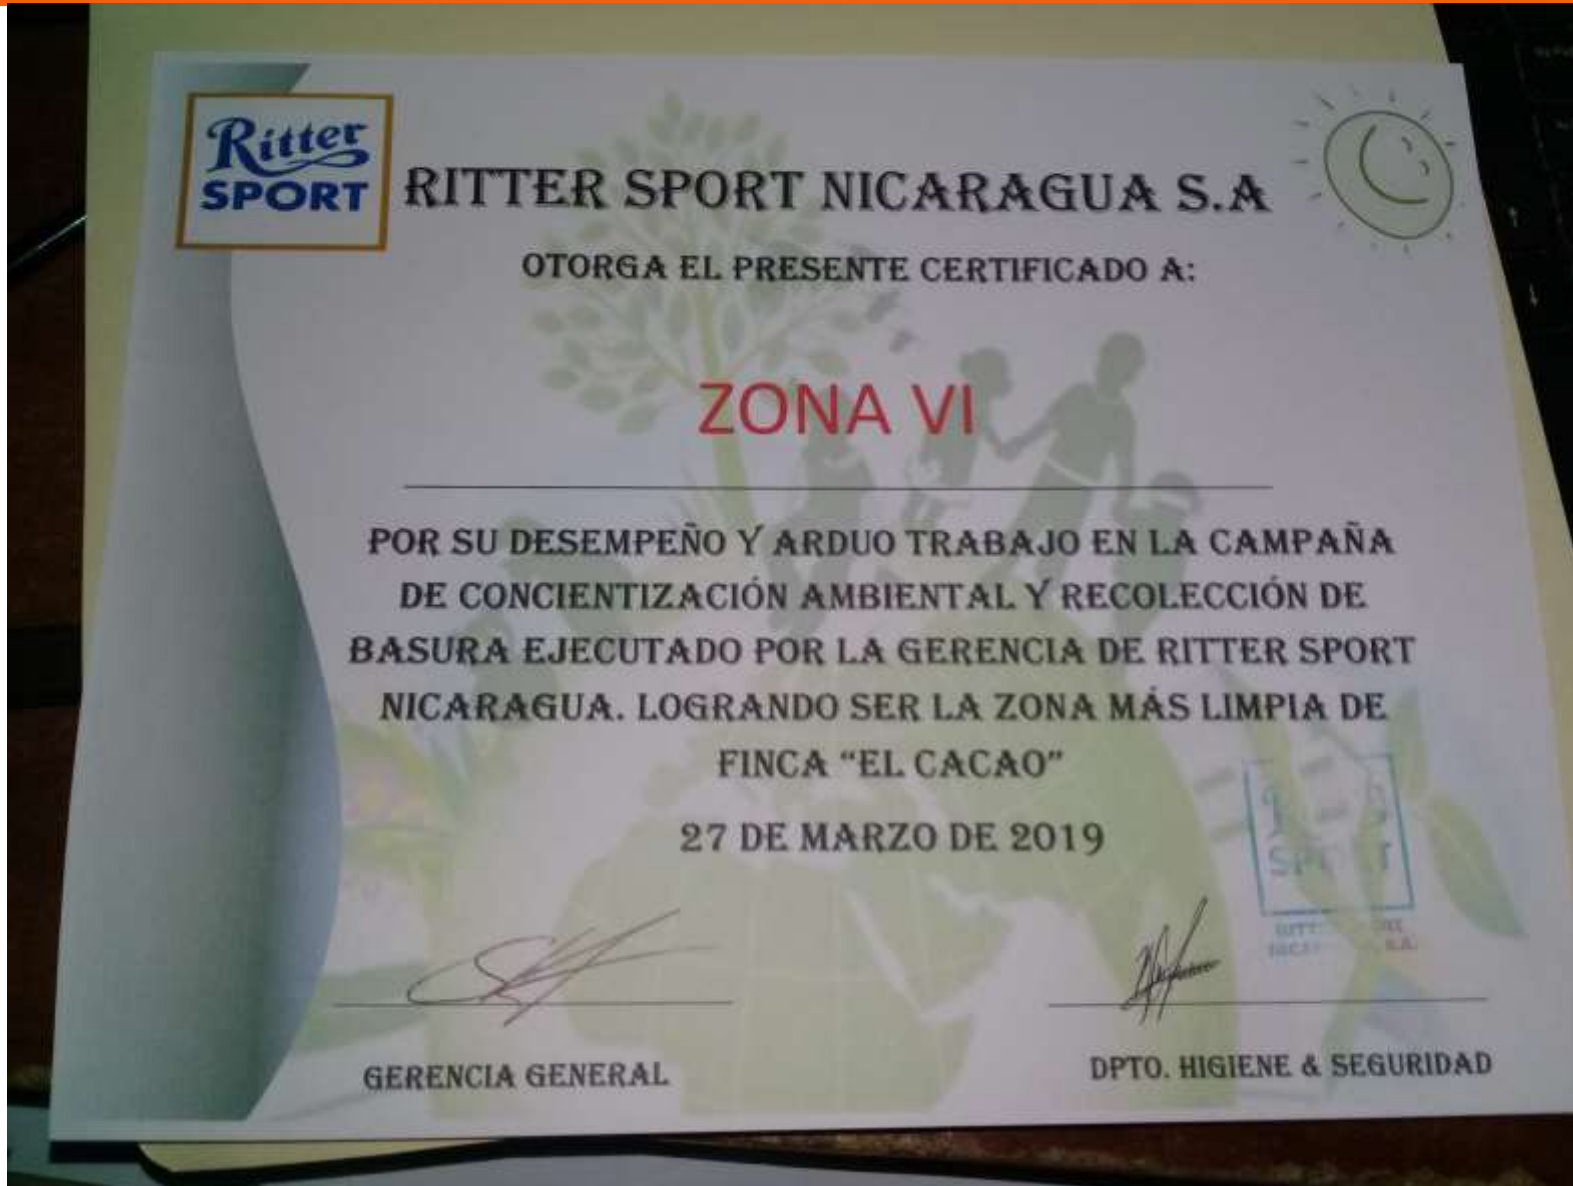 Ritter
SPORT
RITTER SPORT NICARAGUA S.A
OTORGA EL PRESENTE CERTIFICADO A:
ZONA VI
POR SU DESEMPEÑO Y ARDUO TRABAJO EN LA CAMPAÑA
DE CONCIENTIZACIÓN AMBIENTAL Y RECOLECCIÓN DE
BASURA EJECUTADO POR LA GERENCIA DE RITTER SPORT
NICARAGUA. LOGRANDO SER LA ZONA MÁS LIMPIA DE
FINCA “EL CACAO”
27 DE MARZO DE 2019
GERENCIA GENERAL
DPTO. HIGIENE & SEGURIDAD